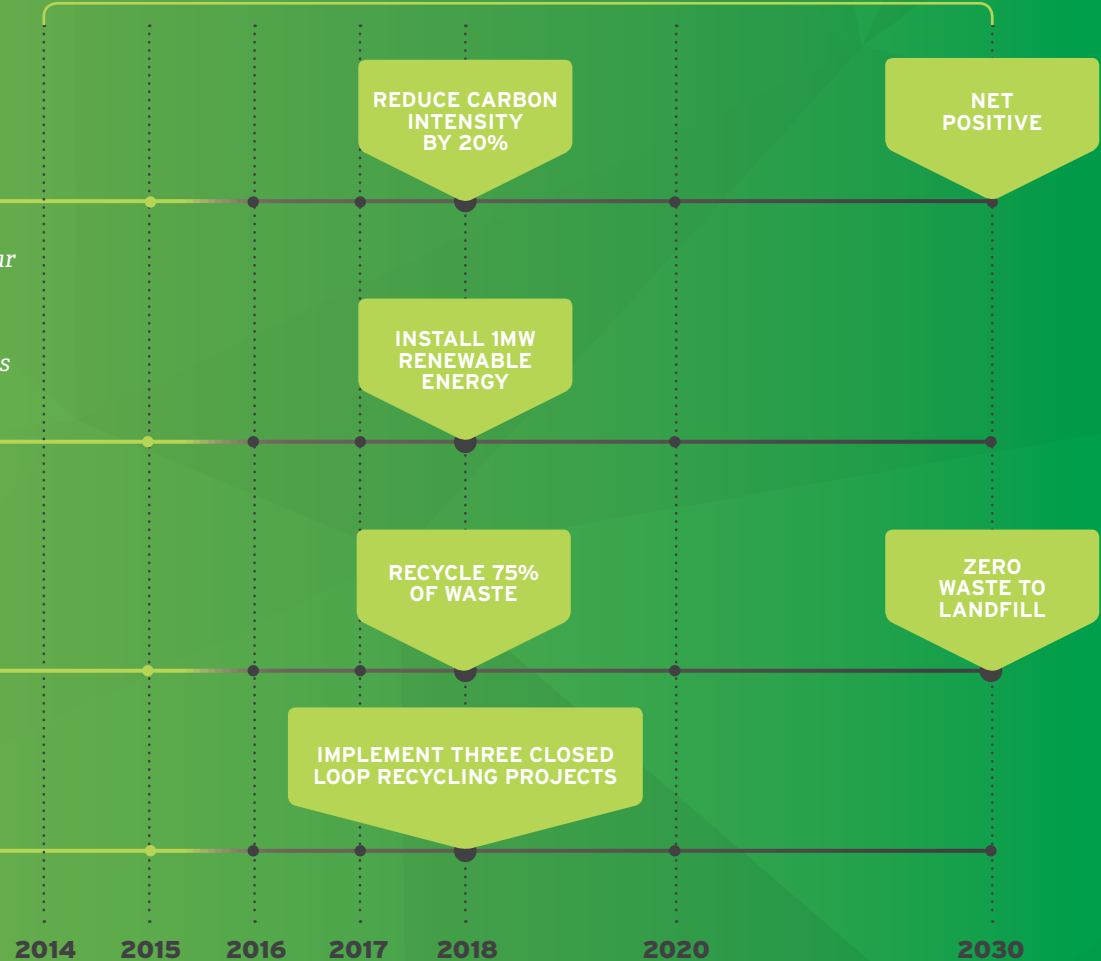 REDUCE CARBON
INTENSITY
BY 20%
NET
POSITIVE
INSTALL 1MW
RENEWABLE
ENERGY
RECYCLE 75%
OF WASTE
ZERO
WASTE TO
LANDFILL
IMPLEMENT THREE CLOSED
LOOP RECYCLING PROJECTS
2014 2015 2016 2017 2018 2020 2030